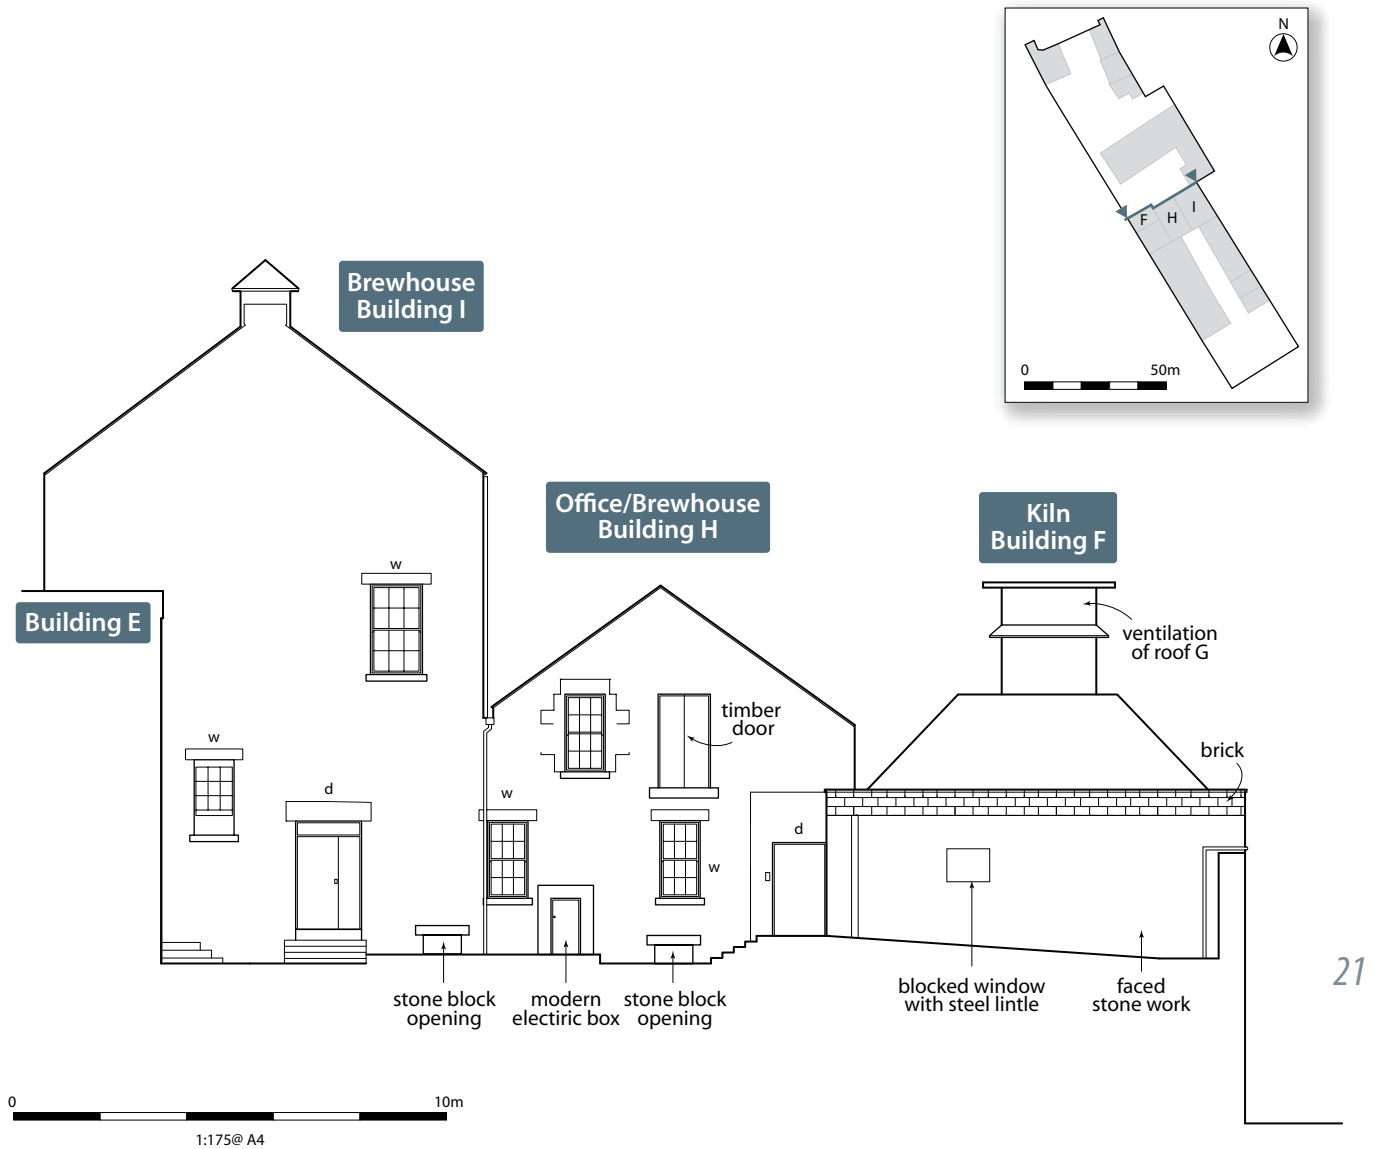 N
F
H
I
0 50m
Brewhouse
Building I
Office/Brewhouse
Building H
Kiln
Building F
w
Building E
ventilation
of roof G
timber
door
w
brick
d
w
d
w
21
stone block
opening
modern
electiric box
stone block
opening
blocked window
with steel lintle
faced
stone work
0 10m
1:175@ A4